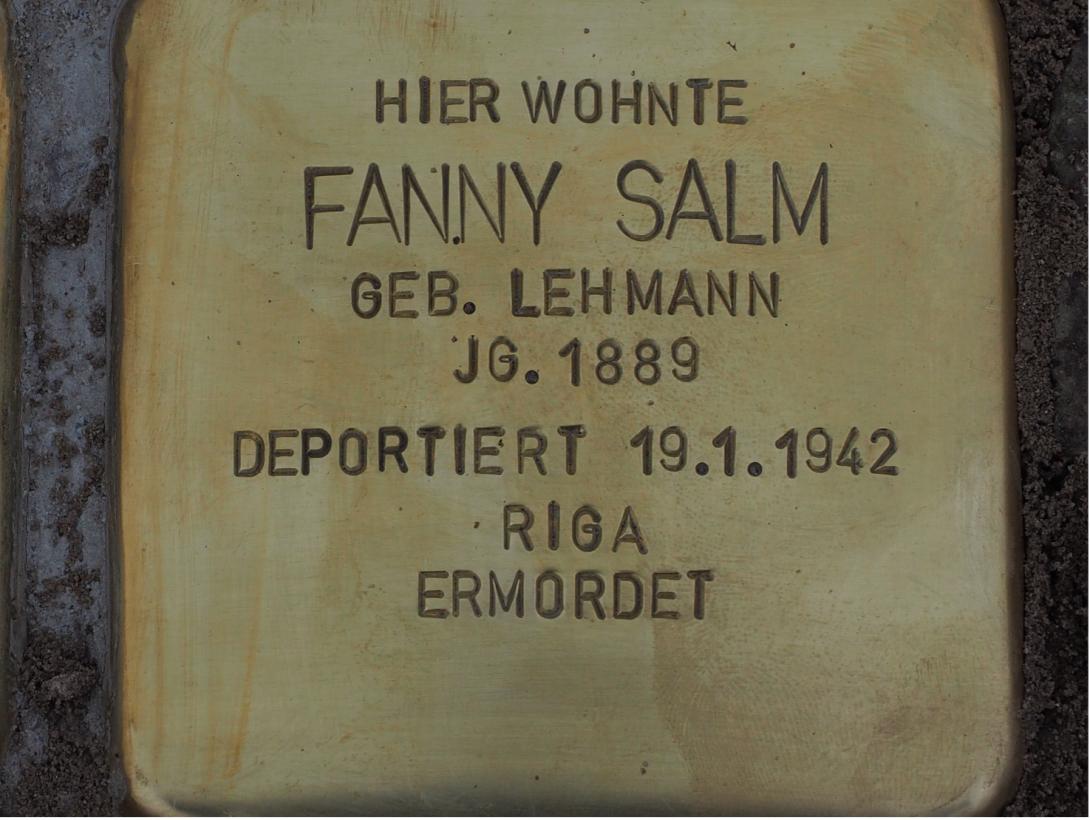 HIER WOHNTE
FANNY SALM
GEB. LEHMANN
JG. 1889
DEPORTIERT 19.1.1942
RIGA
ERMORDET